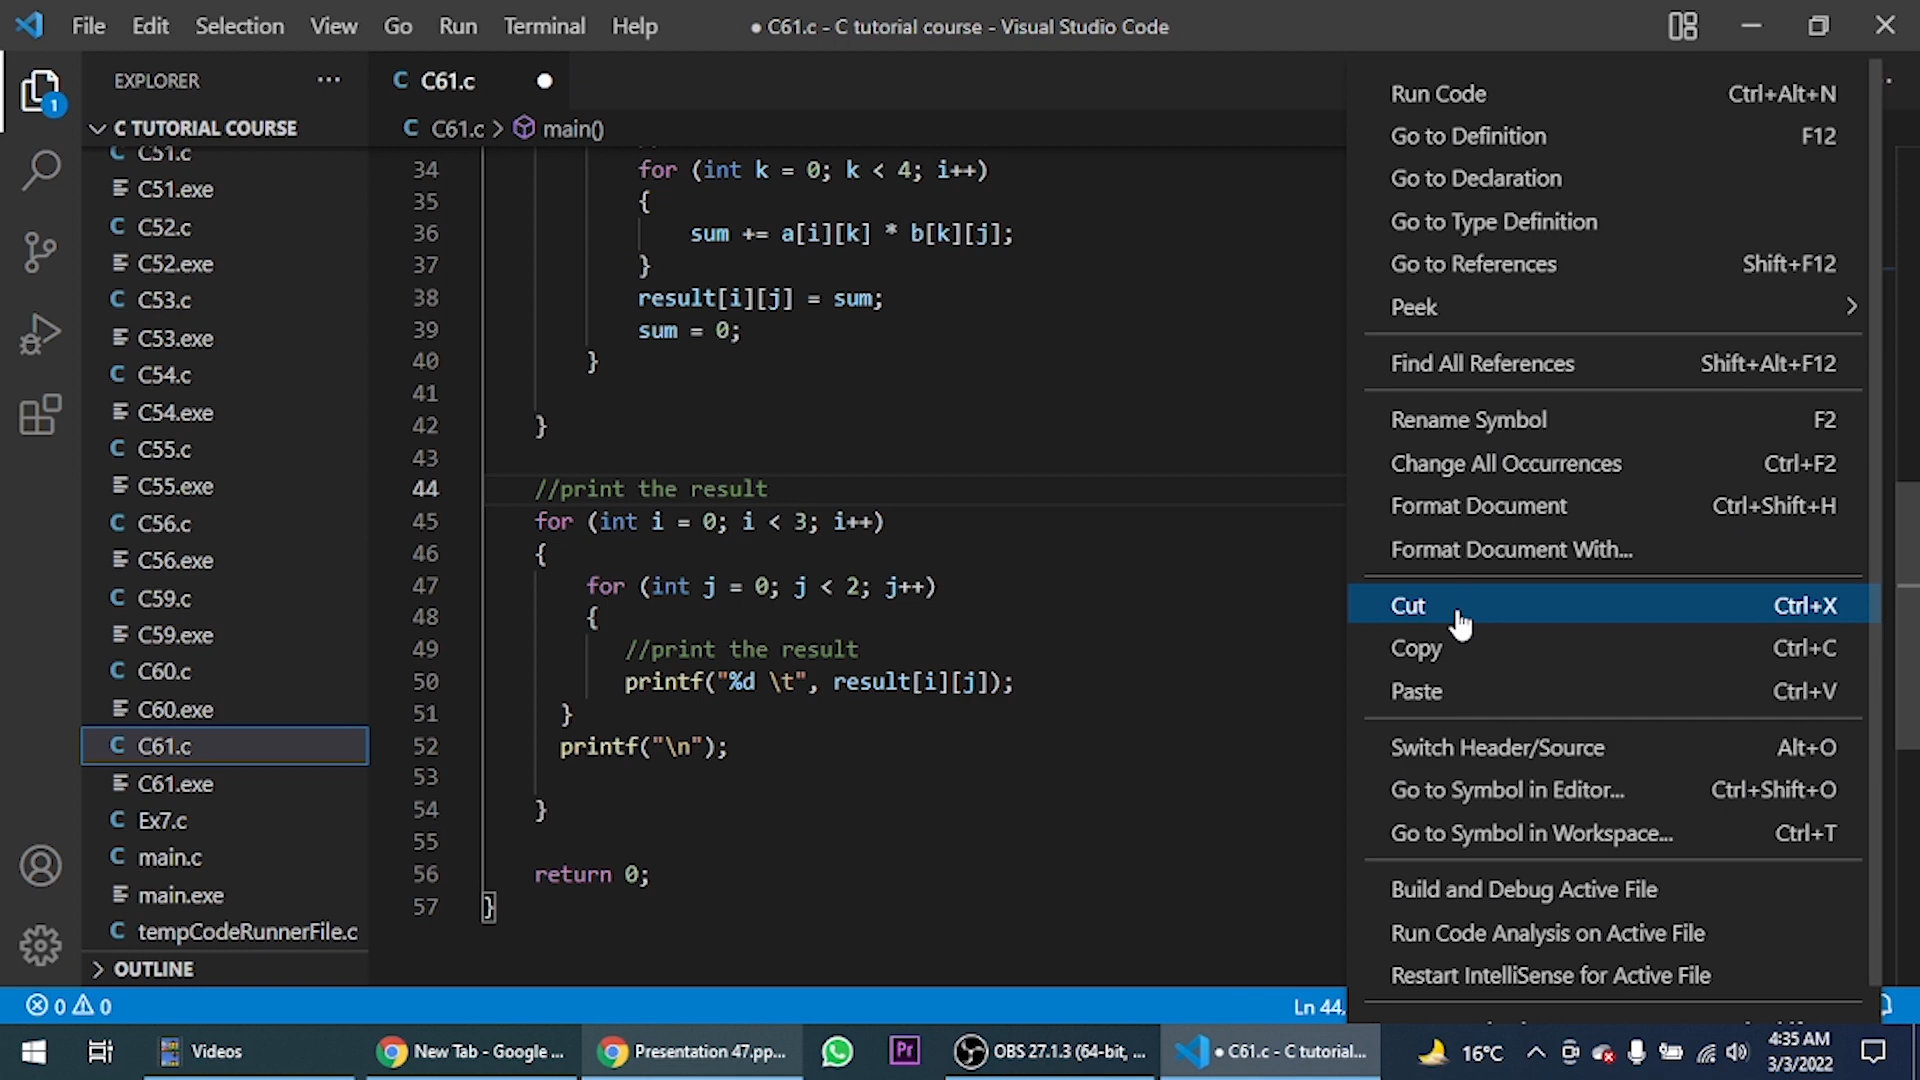 File Edit Selection View Go Run Terminal Help
● C61.c - C tutorial course - Visual Studio Code
EXPLORER ···
C C61.c ●
C TUTORIAL COURSE
C C61.c > main()
C C51.c
C51.exe
C C52.c
C52.exe
C C53.c
C53.exe
C C54.c
C54.exe
C C55.c
C55.exe
C C56.c
C56.exe
C C59.c
C59.exe
C C60.c
C60.exe
C C61.c
C61.exe
C Ex7.c
C main.c
main.exe
C tempCodeRunnerFile.c
OUTLINE
34 for (int k = 0; k < 4; i++)
35 {
36 sum += a[i][k] * b[k][j];
37 }
38 result[i][j] = sum;
39 sum = 0;
40 }
41
42 }
43
44 //print the result
45 for (int i = 0; i < 3; i++)
46 {
47 for (int j = 0; j < 2; j++)
48 {
49 //print the result
50 printf("%d \t", result[i][j]);
51 }
52 printf("\n");
53
54 }
55
56 return 0;
57 }
Run Code Ctrl+Alt+N
Go to Definition F12
Go to Declaration
Go to Type Definition
Go to References Shift+F12
Peek >
Find All References Shift+Alt+F12
Rename Symbol F2
Change All Occurrences Ctrl+F2
Format Document Ctrl+Shift+H
Format Document With...
Cut Ctrl+X
Copy Ctrl+C
Paste Ctrl+V
Switch Header/Source Alt+O
Go to Symbol in Editor... Ctrl+Shift+O
Go to Symbol in Workspace... Ctrl+T
Build and Debug Active File
Run Code Analysis on Active File
Restart IntelliSense for Active File
1
0 0
Ln 44,
Videos
New Tab - Google ...
Presentation 47.pp...
Pr
OBS 27.1.3 (64-bit, ...
● C61.c - C tutorial...
16°C
4:35 AM
3/3/2022